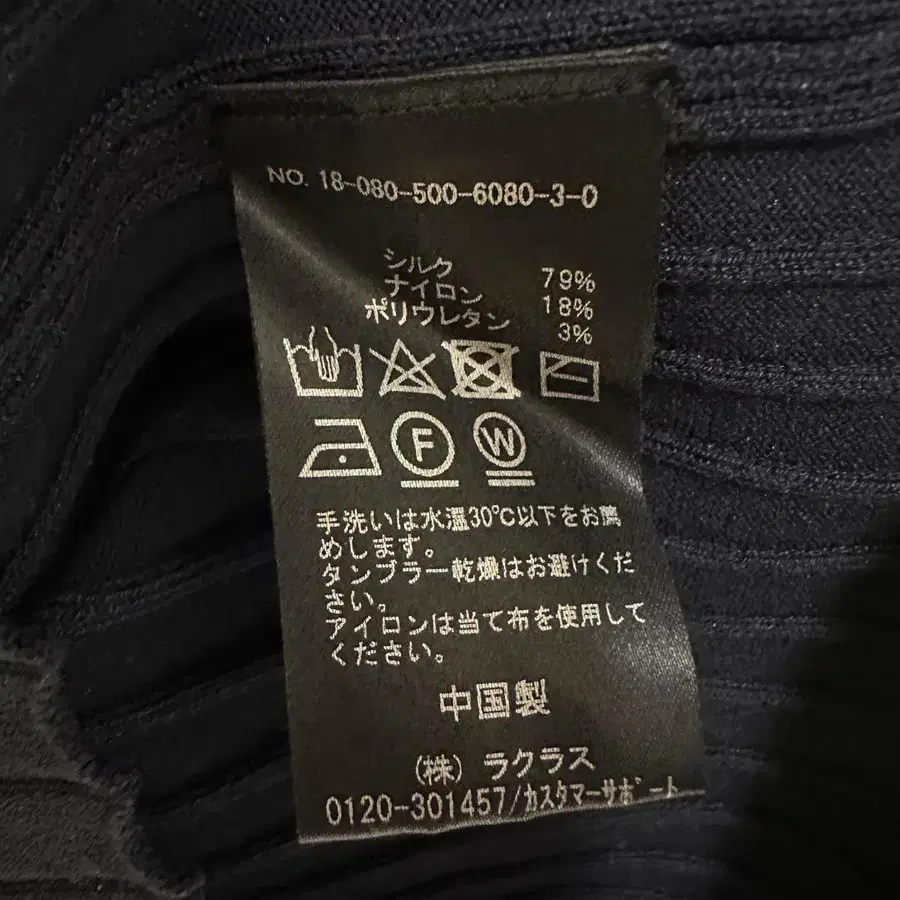 NO. 18-080-500-6080-3-0
シルク 79%
ナイロン 18%
ポリウレタン 3%
F W
手洗いは水温30℃以下をお薦
めします。
タンブラー乾燥はお避けくだ
さい。
アイロンは当て布を使用して
ください。
中国製
(株) ラクラス
0120-301457/カスタマーサポート